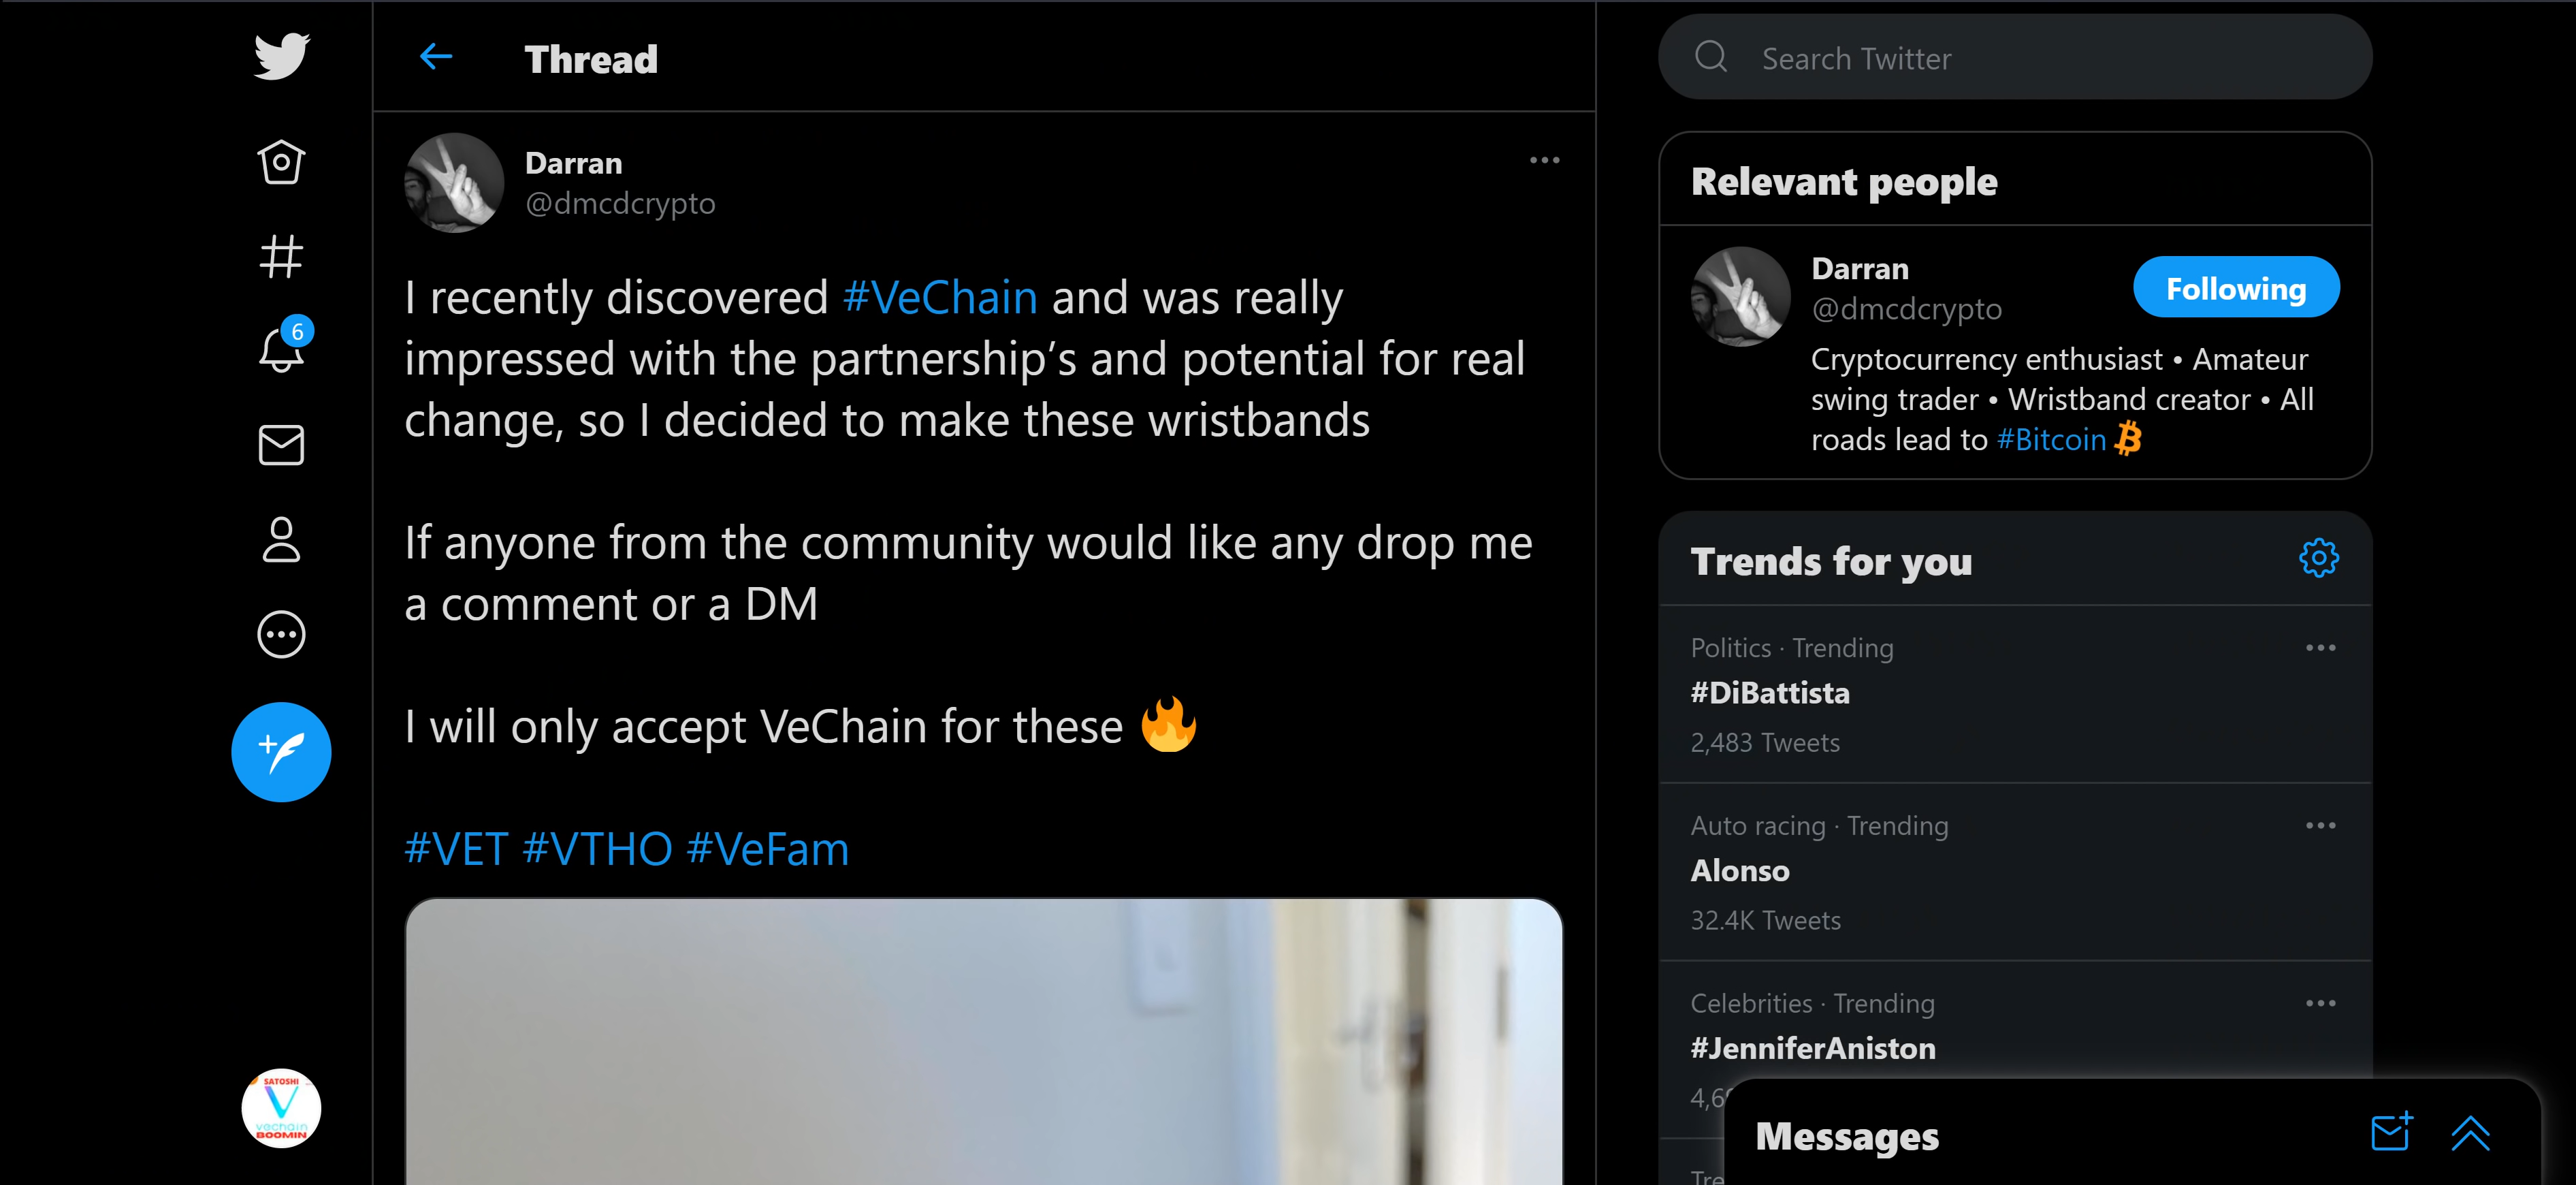 Thread
Darran
@dmcdcrypto
I recently discovered #VeChain and was really
impressed with the partnership’s and potential for real
change, so I decided to make these wristbands
If anyone from the community would like any drop me
a comment or a DM
I will only accept VeChain for these 🔥
#VET #VTHO #VeFam
6
SATOSHI
vechain
BOOMIN
Search Twitter
Relevant people
Darran
@dmcdcrypto
Following
Cryptocurrency enthusiast • Amateur
swing trader • Wristband creator • All
roads lead to #Bitcoin
Trends for you
Politics · Trending
#DiBattista
2,483 Tweets
Auto racing · Trending
Alonso
32.4K Tweets
Celebrities · Trending
#JenniferAniston
Messages